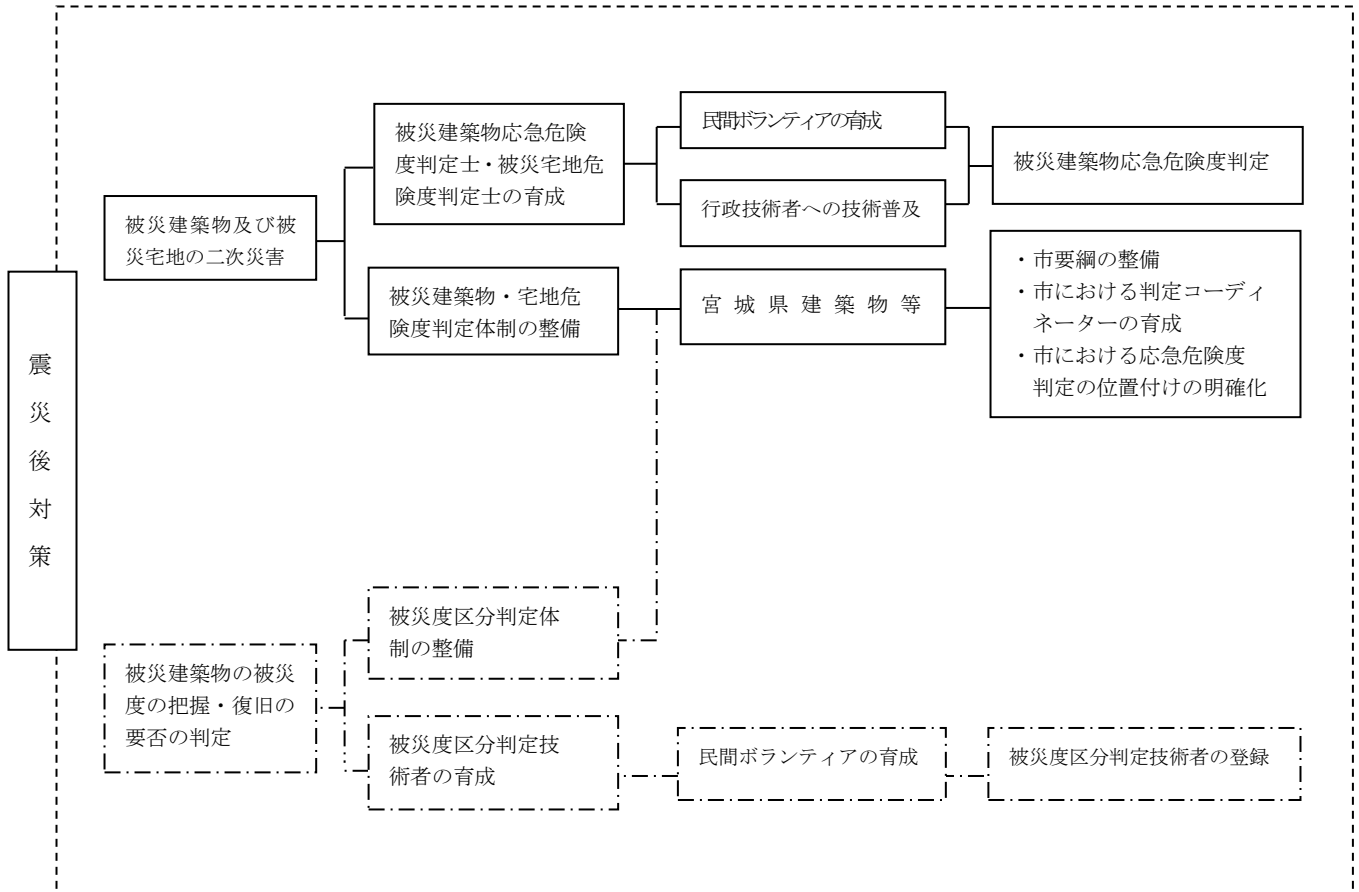 震災後対策
被災建築物及び被
災宅地の二次災害
被災建築物応急危険
度判定士・被災宅地危
険度判定士の育成
民間ボランティアの育成
行政技術者への技術普及
被災建築物応急危険度判定
被災建築物・宅地危
険度判定体制の整備
宮城県建築物等
・市要綱の整備
・市における判定コーディ
ネーターの育成
・市における応急危険度
判定の位置付けの明確化
被災建築物の被災
度の把握・復旧の
要否の判定
被災度区分判定体
制の整備
被災度区分判定技
術者の育成
民間ボランティアの育成
被災度区分判定技術者の登録